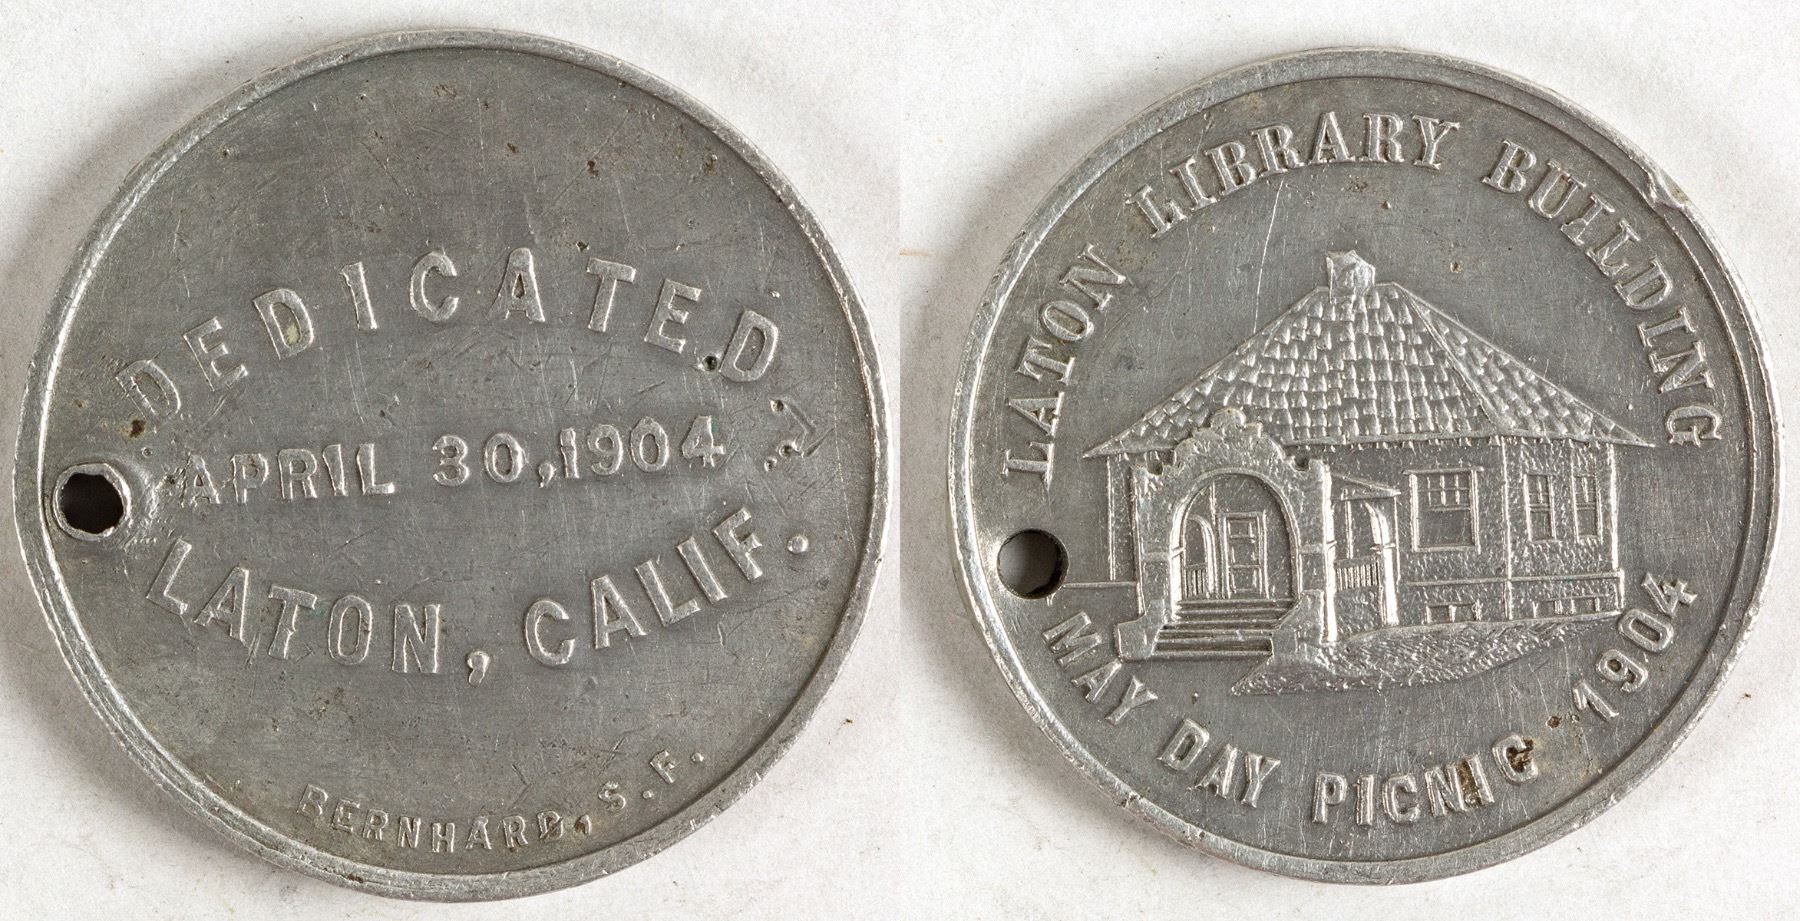 DEDICATED
APRIL 30, 1904
LATON, CALIF.
BERNHARD, S.F.
LATON LIBRARY BUILDING
MAY DAY PICNIC 1904